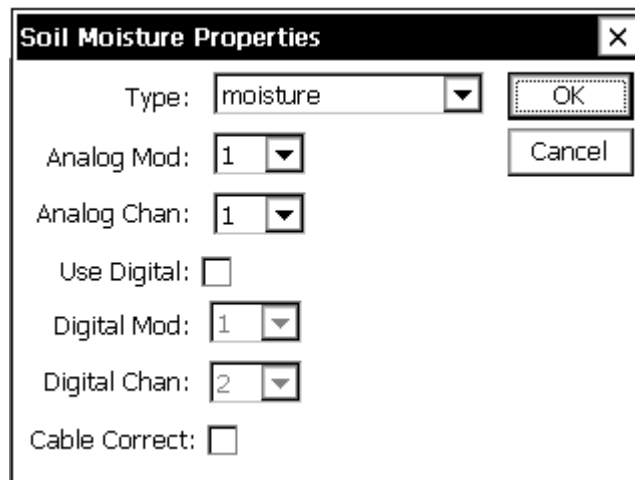 Soil Moisture Properties
Type: moisture OK
Analog Mod: 1 Cancel
Analog Chan: 1
Use Digital:
Digital Mod: 1
Digital Chan: 2
Cable Correct: